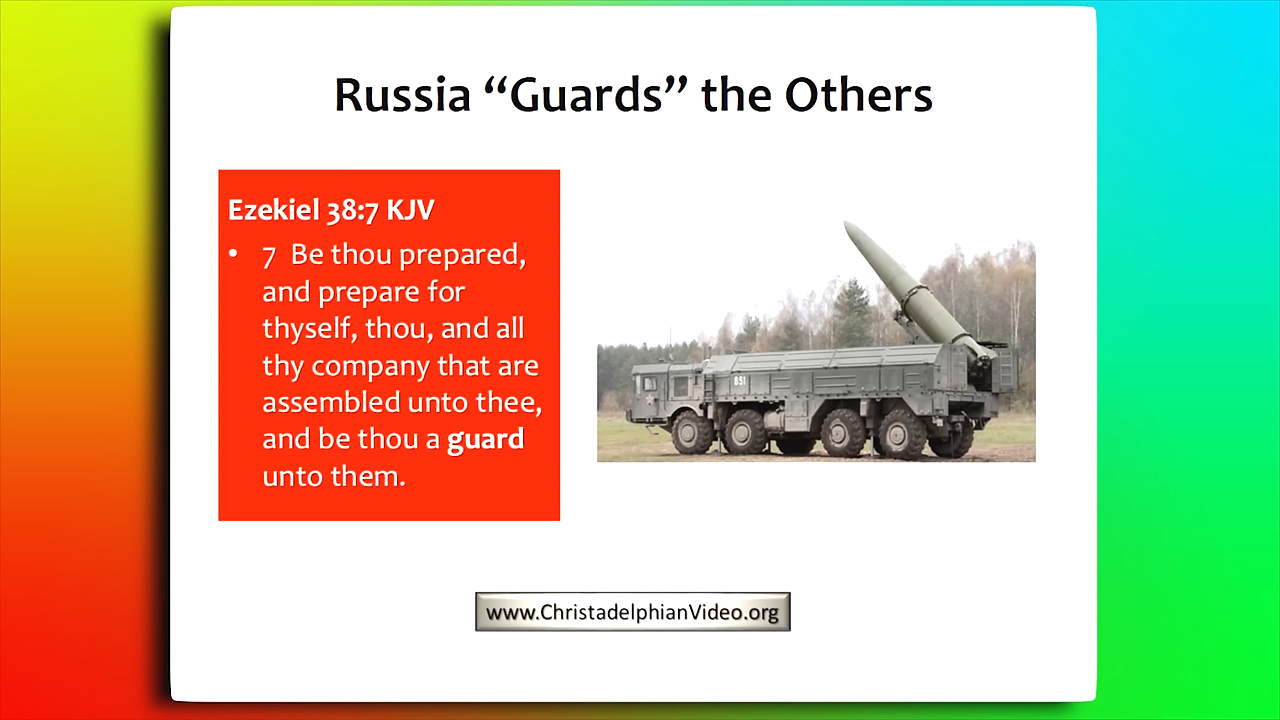 Russia “Guards” the Others
Ezekiel 38:7 KJV
• 7 Be thou prepared,
and prepare for
thyself, thou, and all
thy company that are
assembled unto thee,
and be thou a guard
unto them.
851
www.ChristadelphianVideo.org